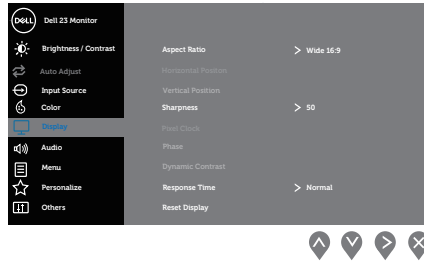 DELL Dell 23 Monitor
Brightness / Contrast
Auto Adjust
Input Source
Color
Display
Audio
Menu
Personalize
Others
Aspect Ratio > Wide 16:9
Horizontal Position
Vertical Position
Sharpness > 50
Pixel Clock
Phase
Dynamic Contrast
Response Time > Normal
Reset Display